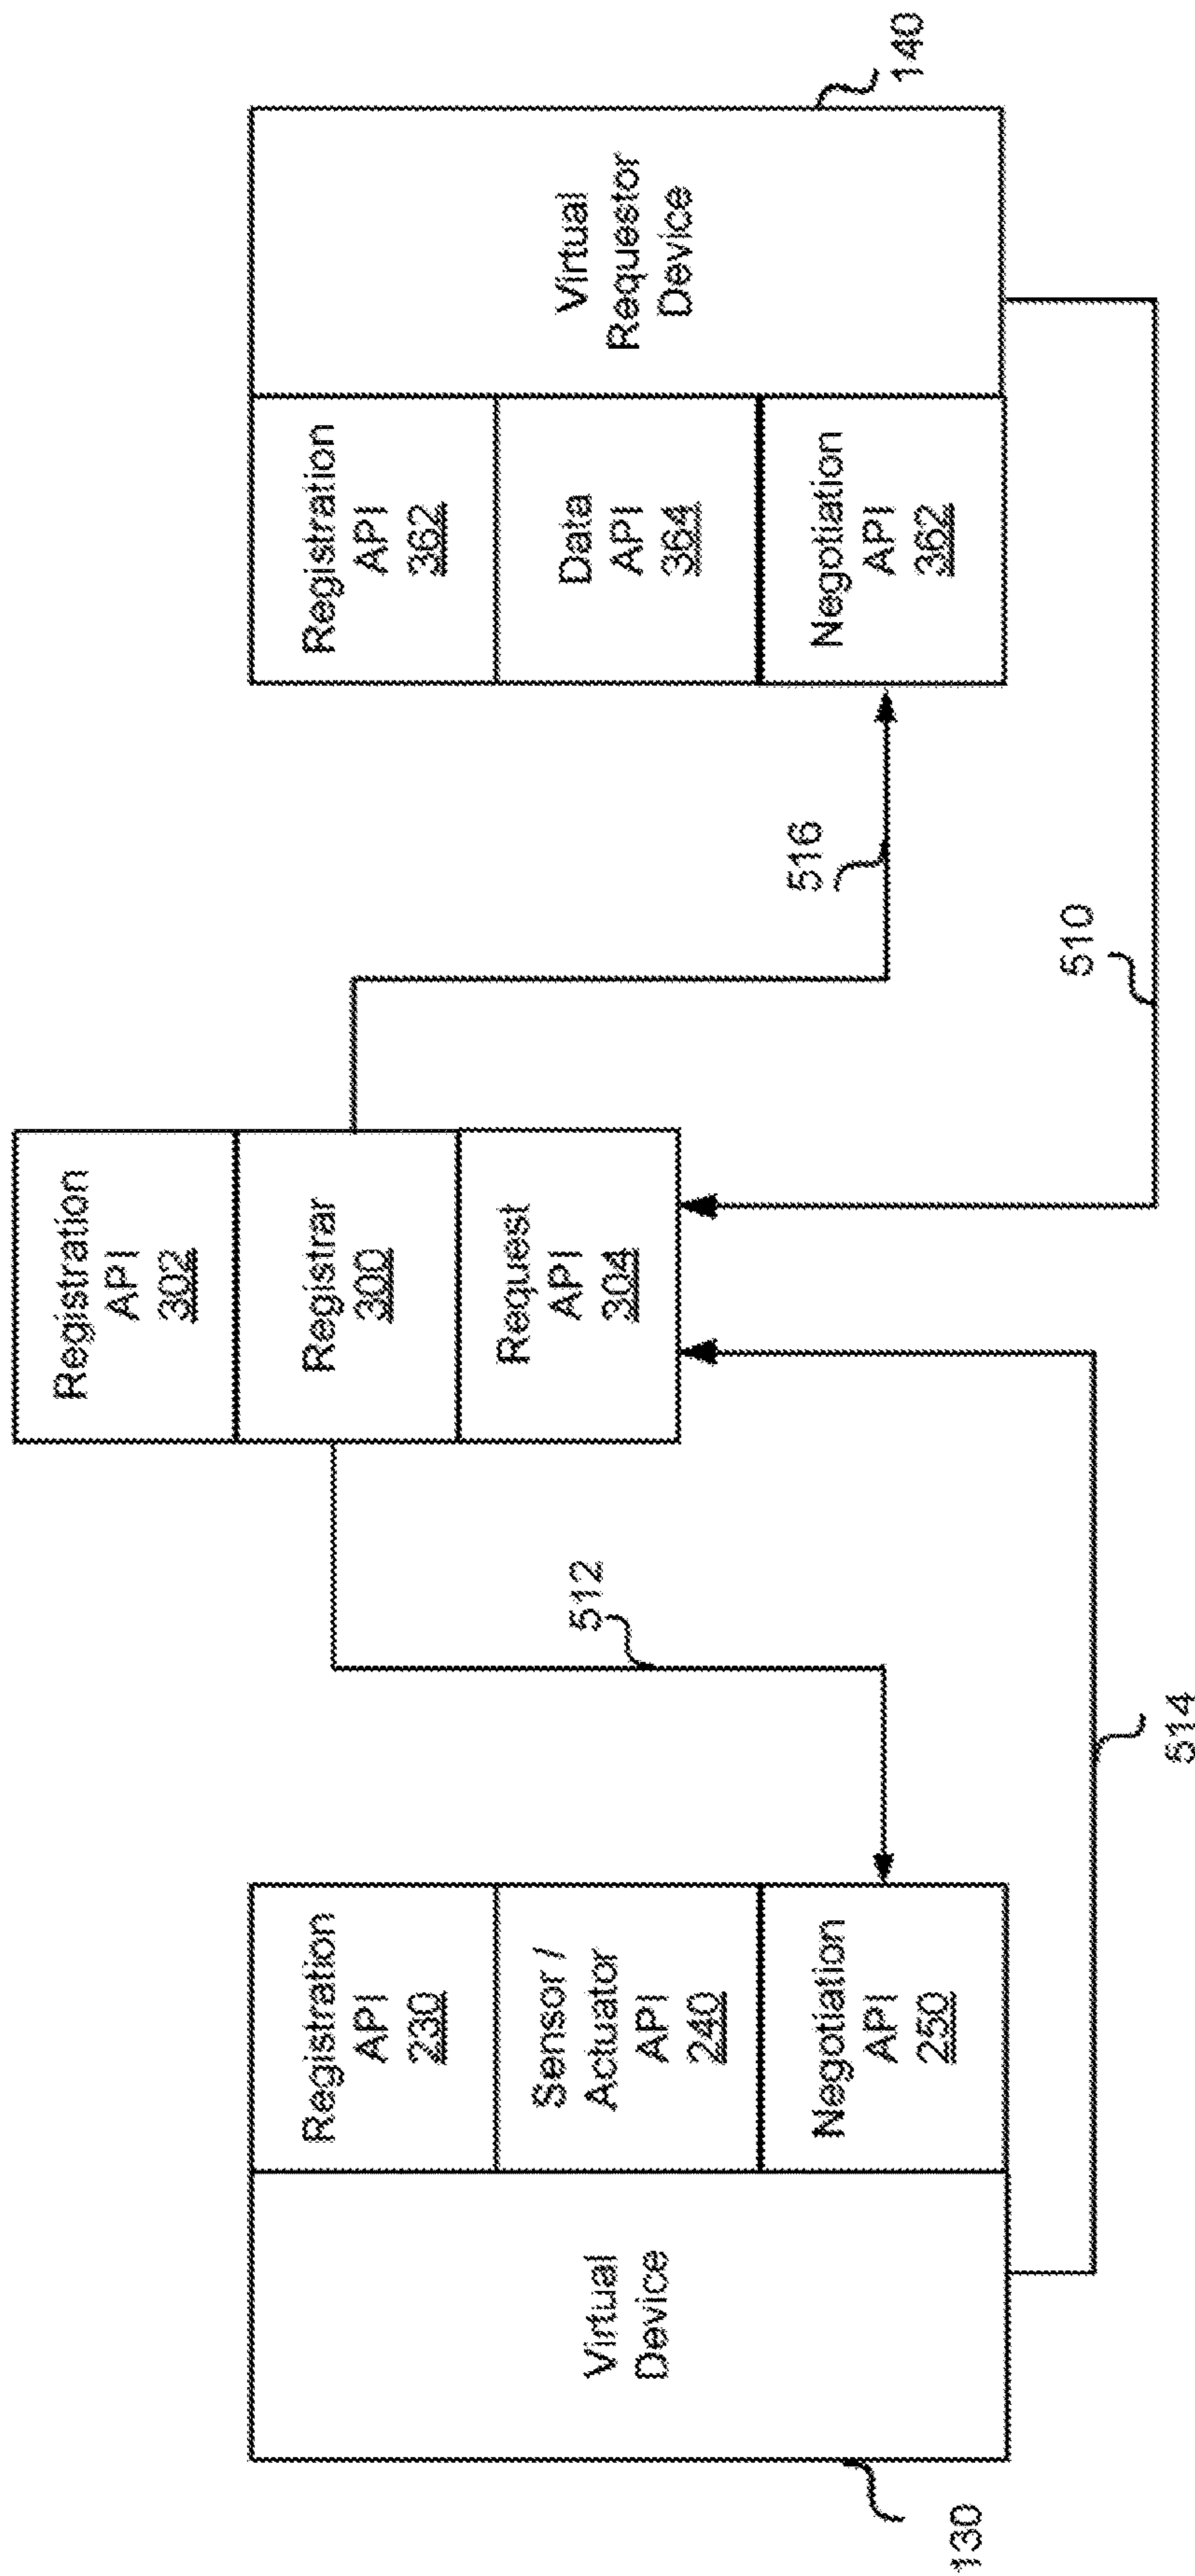 Registration
API
302
Registrar
300
Request
API
304
Virtual
Device
Registration
API
230
Sensor /
Actuator
API
240
Negotiation
API
250
130
Registration
API
362
Data
API
364
Negotiation
API
362
Virtual
Requestor
Device
140
512
516
510
514